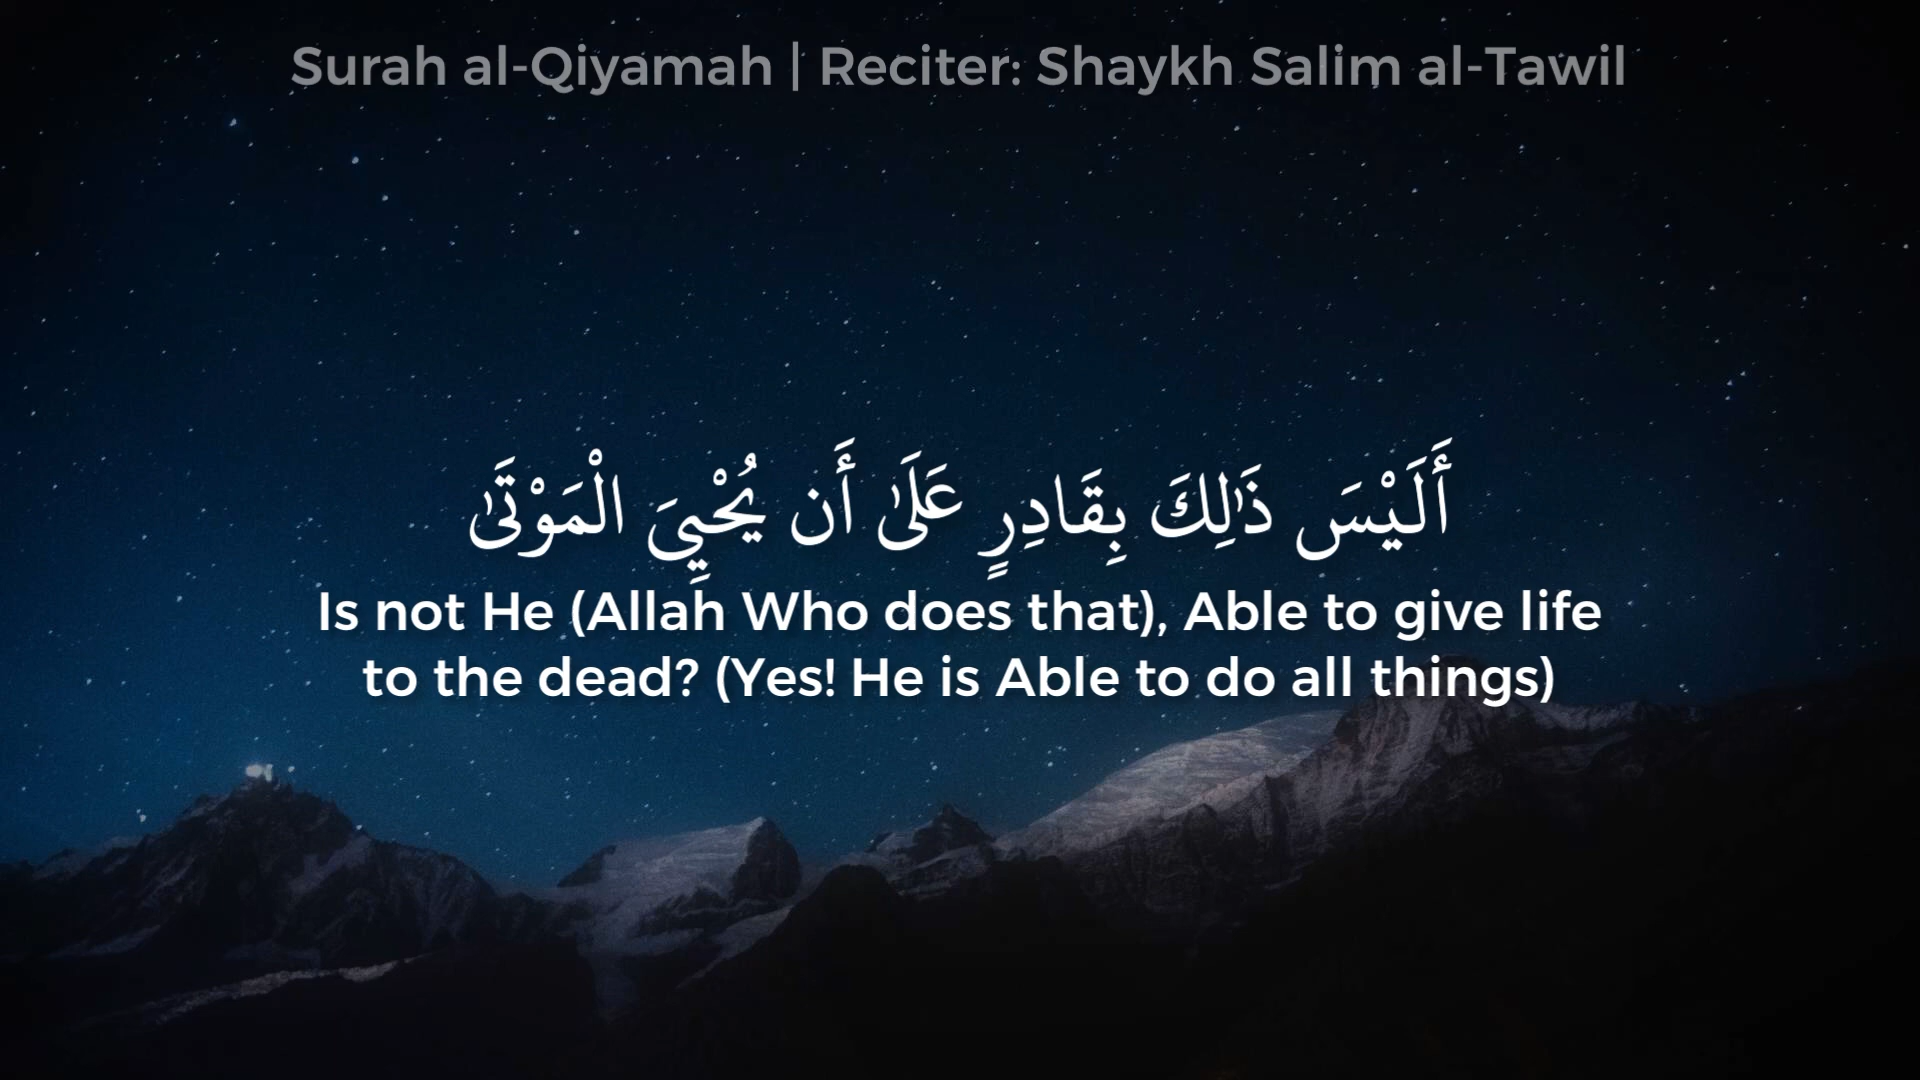 Surah al-Qiyamah | Reciter: Shaykh Salim al-Tawil
أَلَيْسَ ذَٰلِكَ بِقَادِرٍ عَلَىٰ أَن يُحْيِيَ الْمَوْتَىٰ
Is not He (Allah Who does that), Able to give life
to the dead? (Yes! He is Able to do all things)